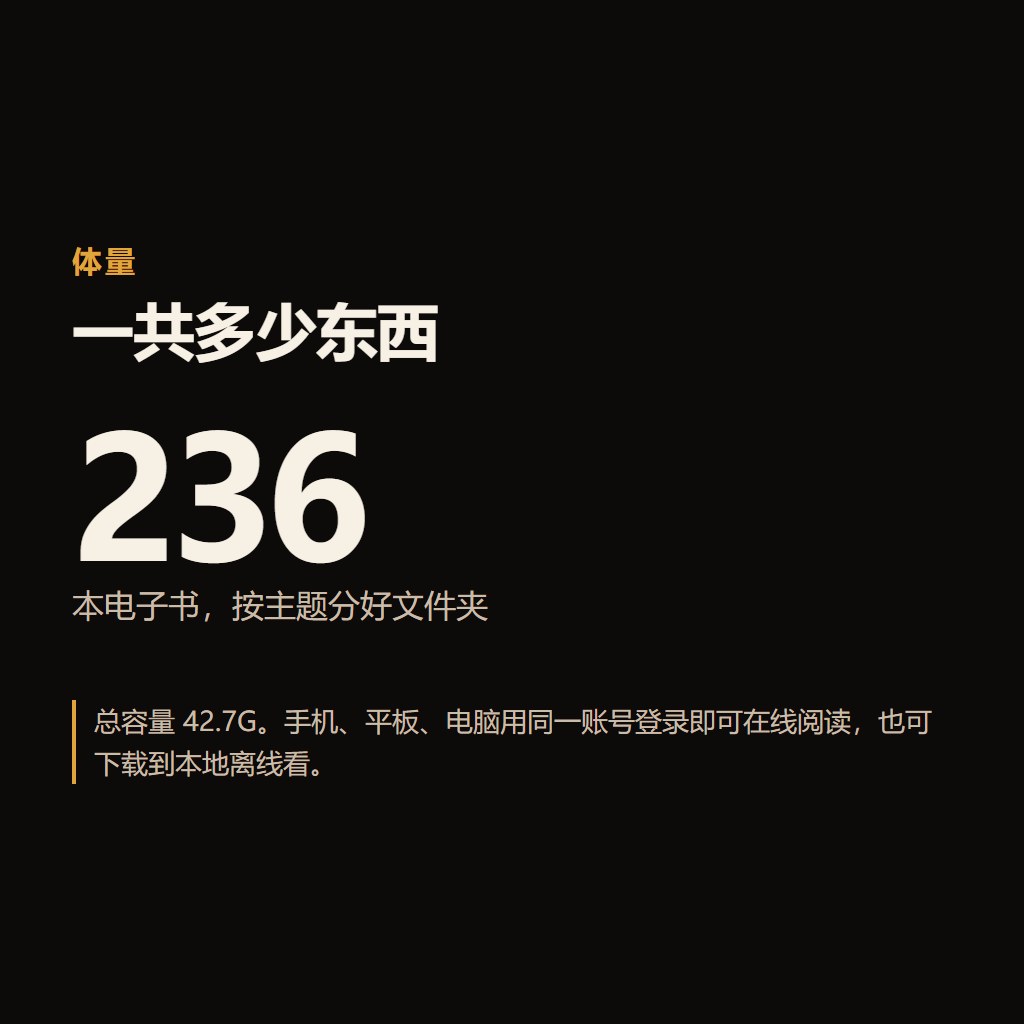 体量
一共多少东西
236
本电子书，按主题分好文件夹
总容量 42.7G。手机、平板、电脑用同一账号登录即可在线阅读，也可
下载到本地离线看。